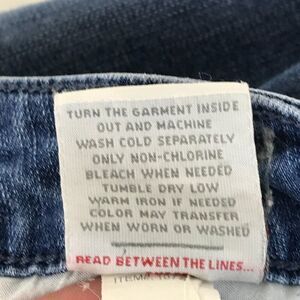 TURN THE GARMENT INSIDE
OUT AND MACHINE
WASH COLD SEPARATELY
ONLY NON-CHLORINE
BLEACH WHEN NEEDED
TUMBLE DRY LOW
WARM IRON IF NEEDED
COLOR MAY TRANSFER
WHEN WORN OR WASHED
READ BETWEEN THE LINES...